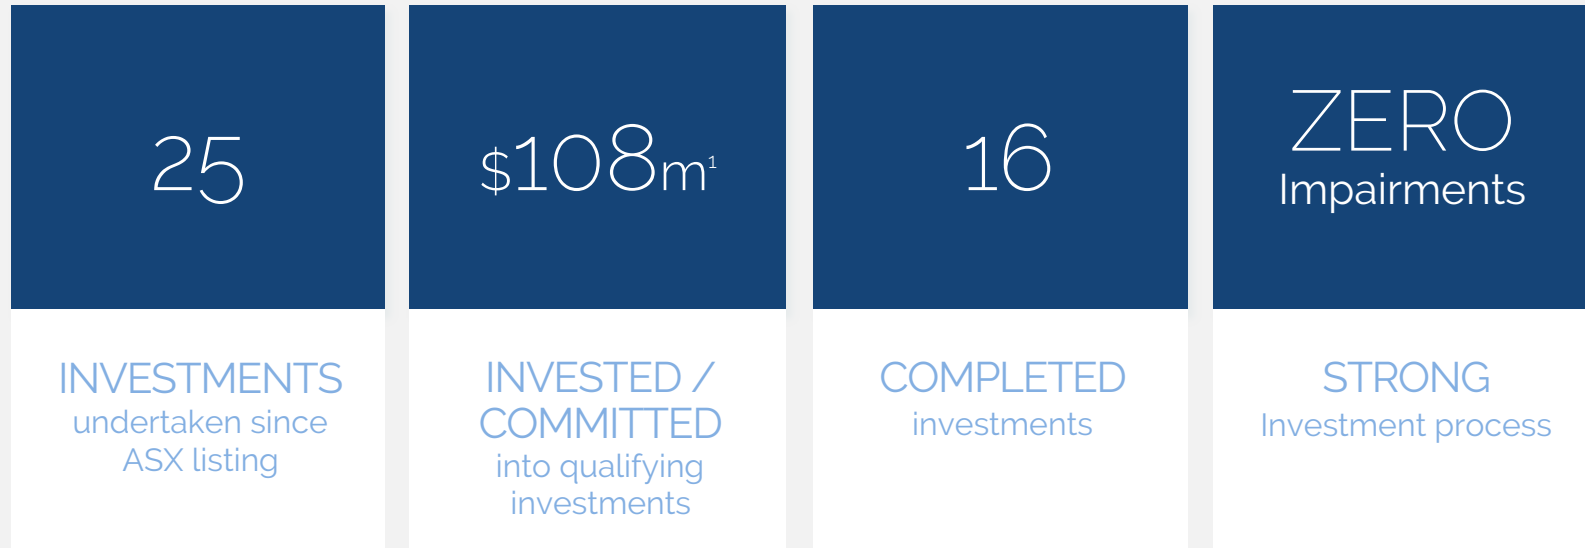 25
INVESTMENTS
undertaken since
ASX listing
$108m¹
INVESTED /
COMMITTED
into qualifying
investments
16
COMPLETED
investments
ZERO
Impairments
STRONG
Investment process